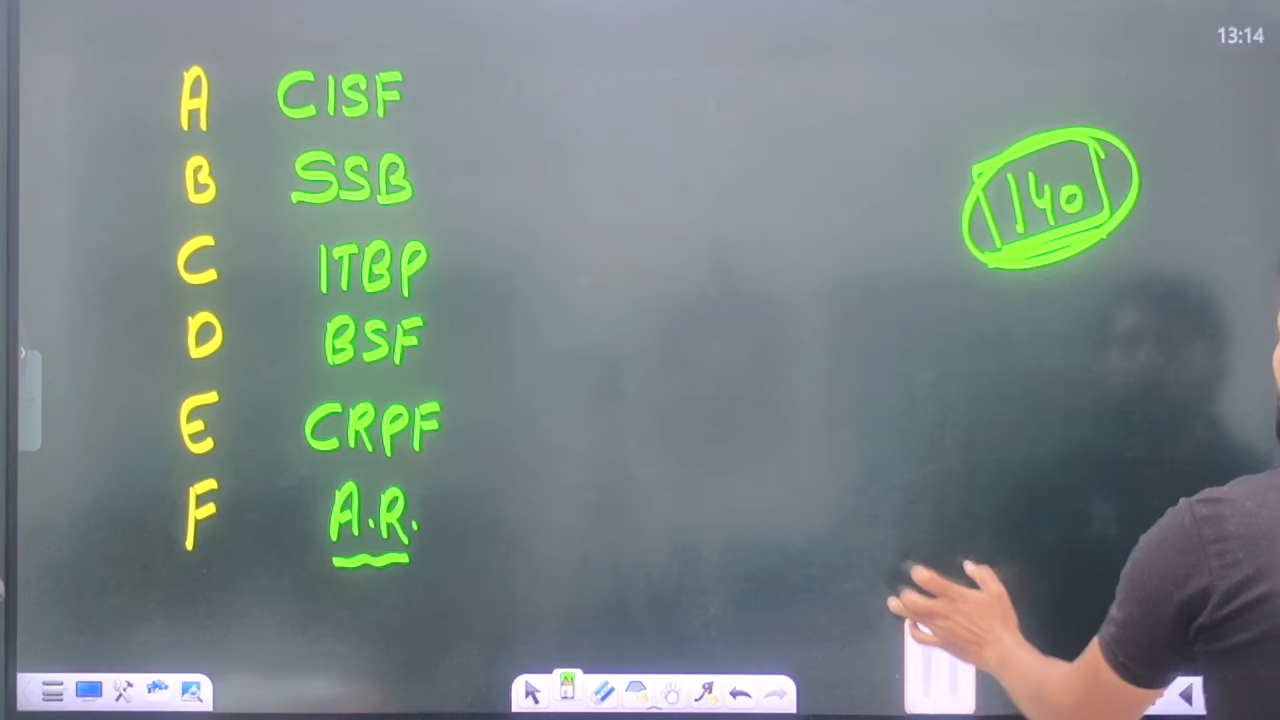 13:14
A CISF
B SSB
140
C ITBP
D BSF
E CRPF
F A.R.